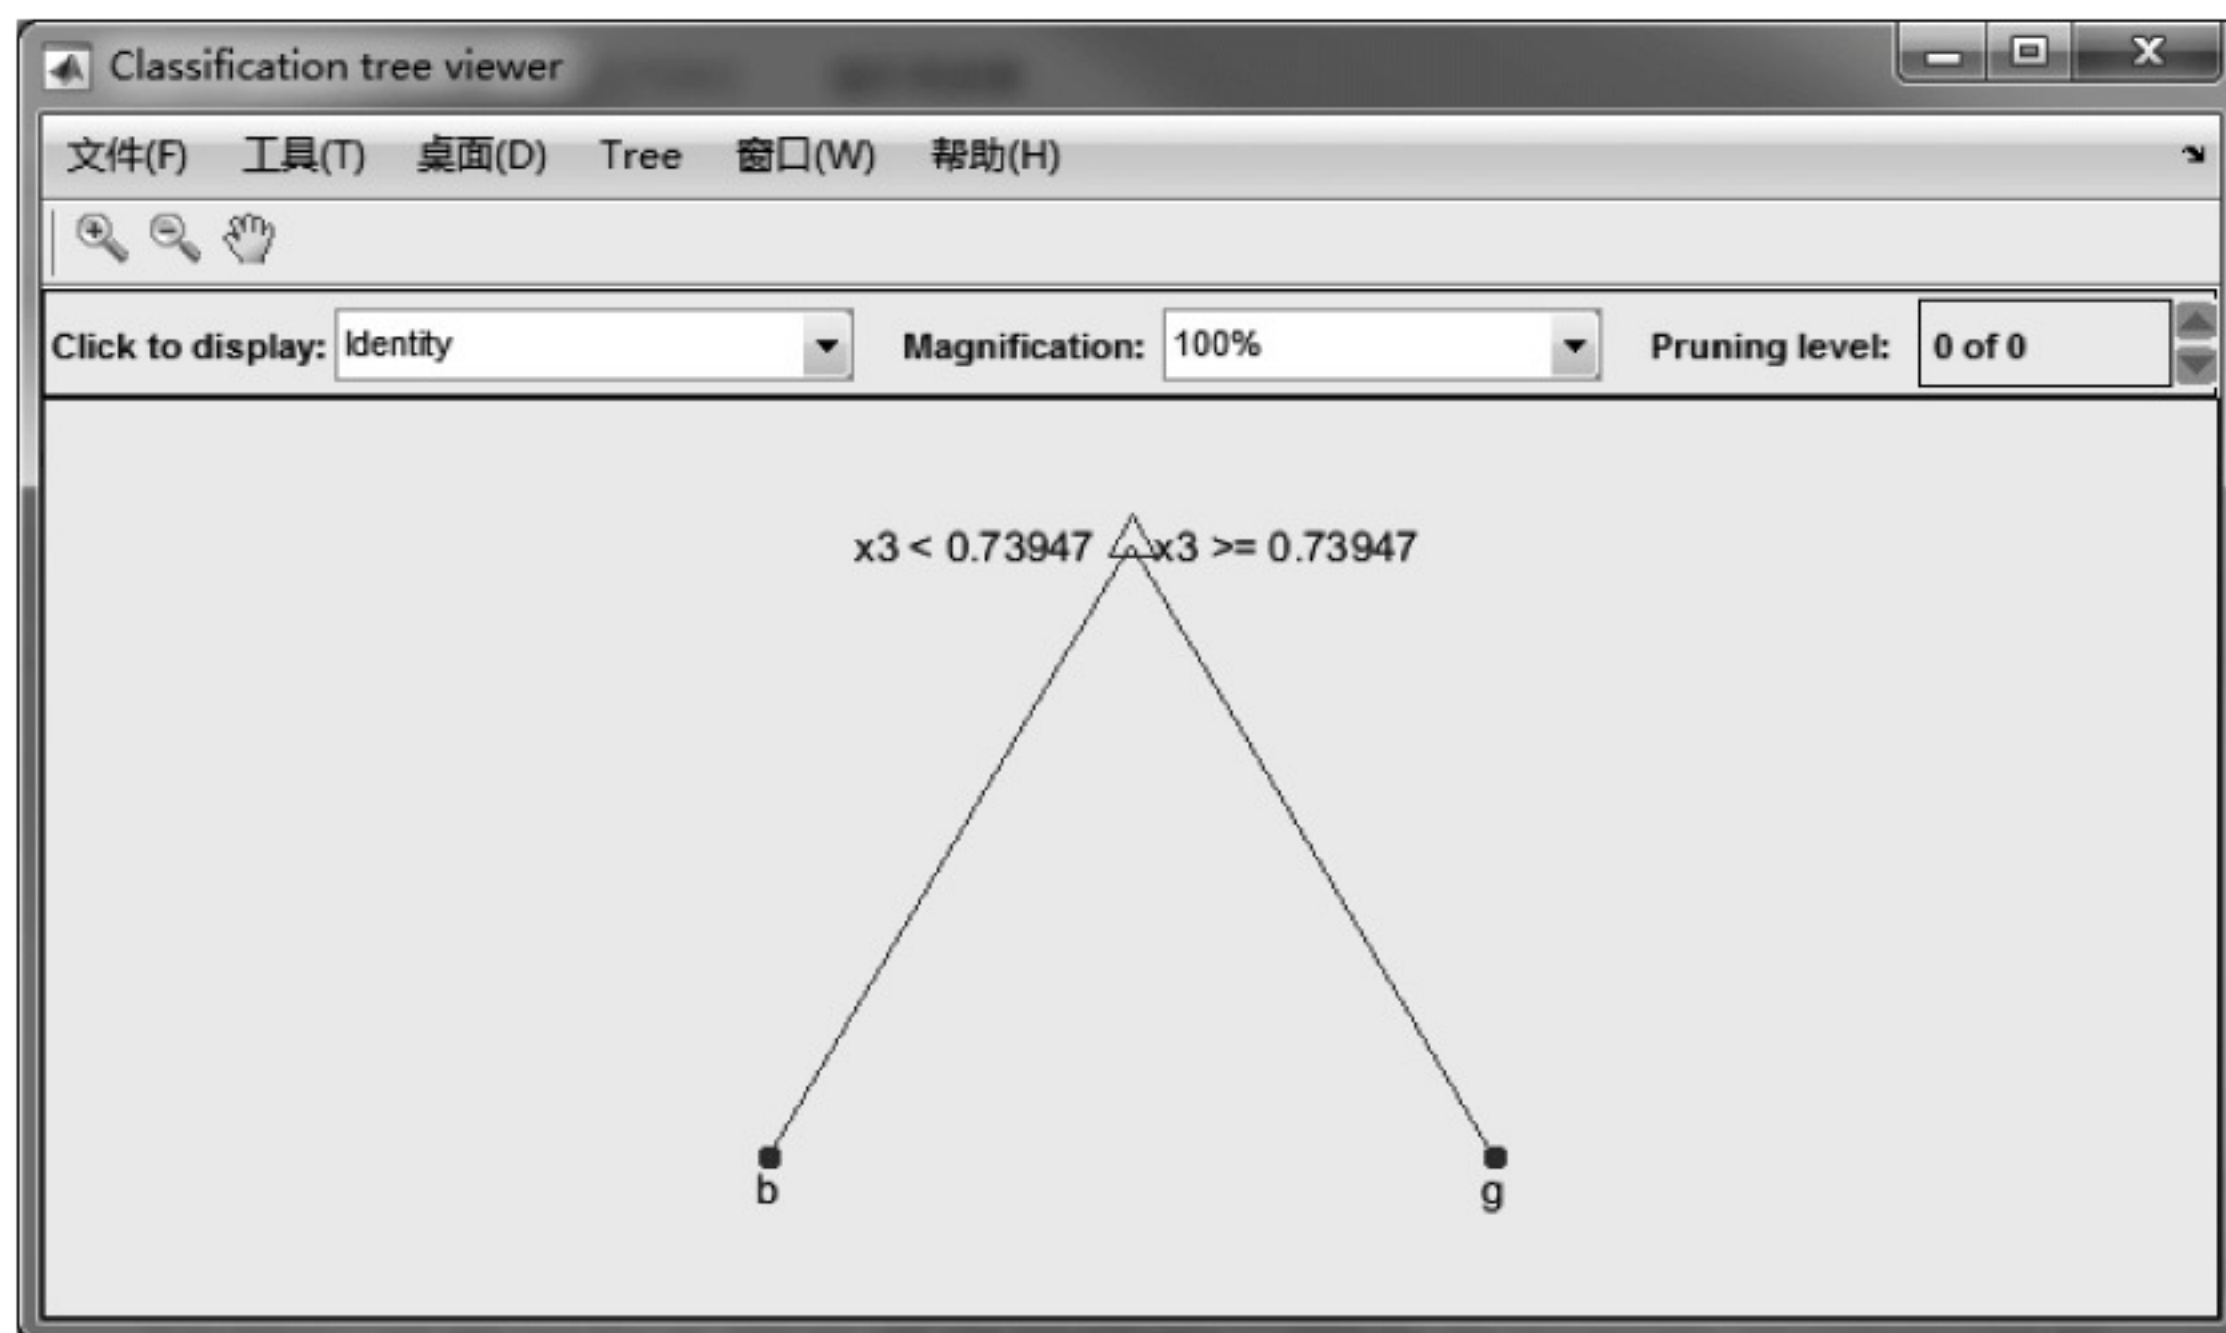 Classification tree viewer
文件(F) 工具(T) 桌面(D) Tree 窗口(W) 帮助(H)
Click to display: Identity Magnification: 100% Pruning level: 0 of 0
x3 < 0.73947 x3 >= 0.73947
b g